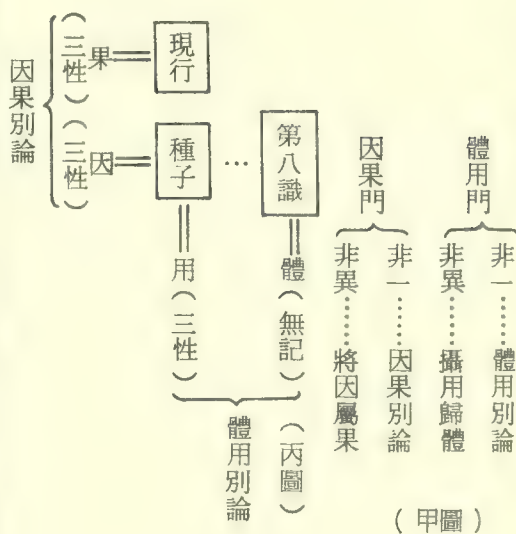 體用門
非一……體用別論
非異……攝用歸體
因果門
非一……因果別論
非異……將因屬果
（甲圖）
第八識
體（無記）
…
種子
用（三性）
體用別論
（丙圖）
因（三性）
現行
果（三性）
因果別論